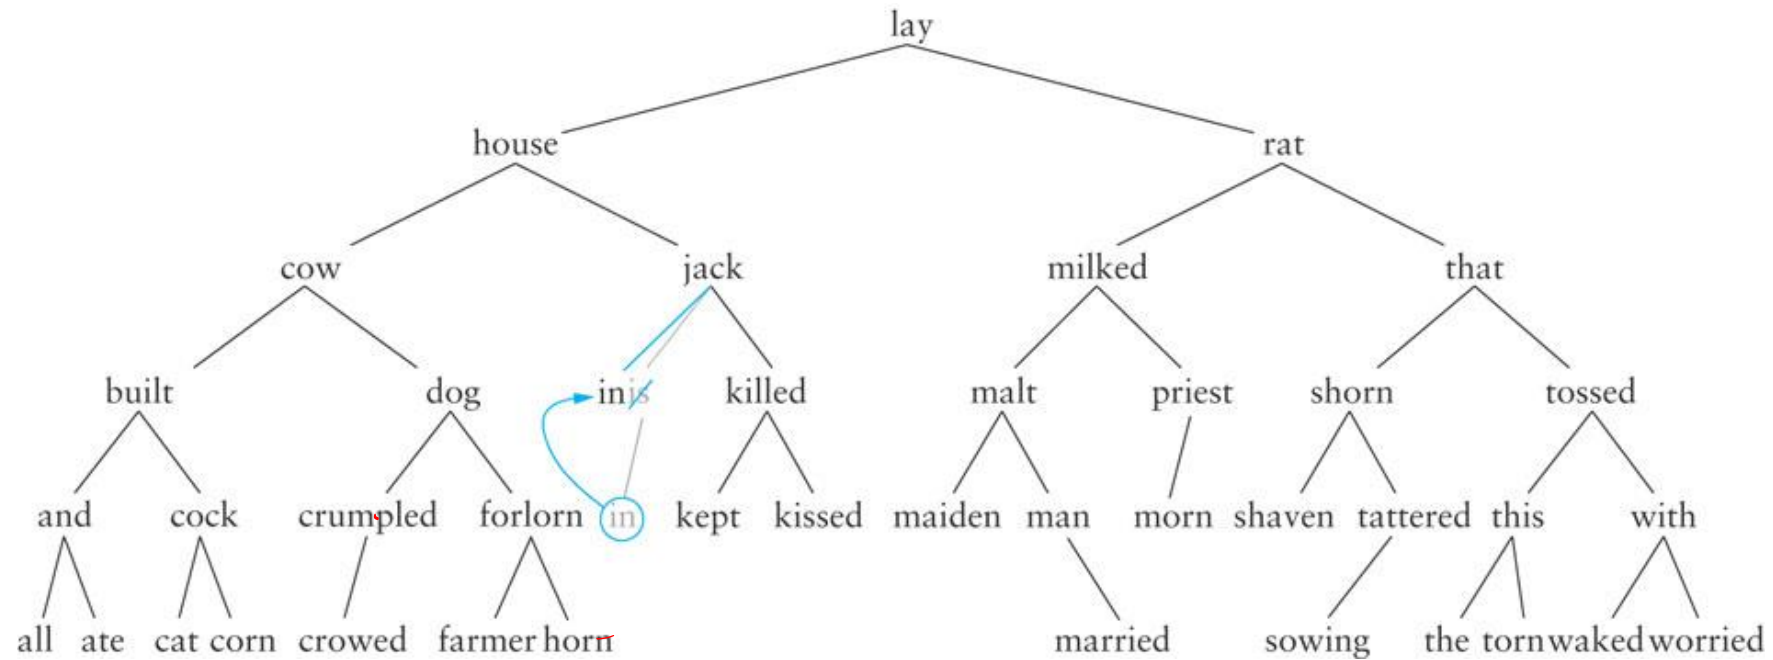 lay
house rat
cow jack milked that
built dog in is killed malt priest shorn tossed
and cock crumpled forlorn in kept kissed maiden man morn shaven tattered this with
all ate cat corn crowed farmer horn married sowing the torn waked worried